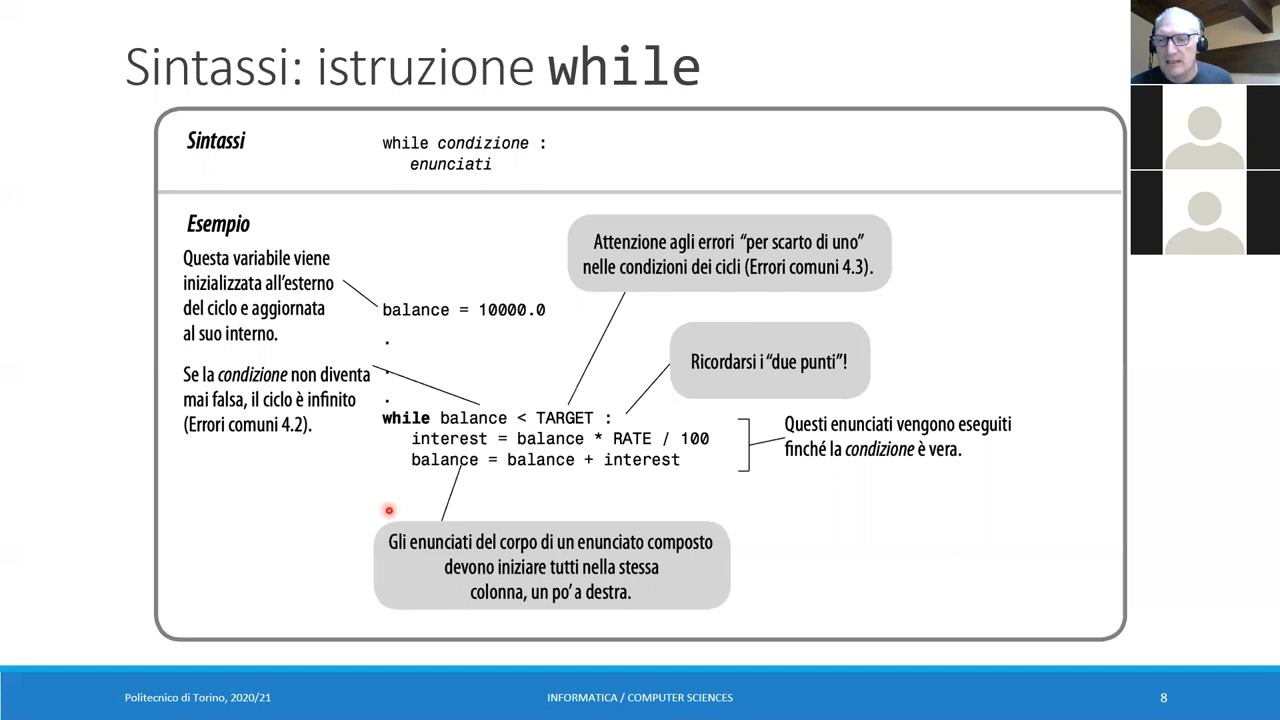 Sintassi: istruzione while
Sintassi
while condizione :
enunciati
Esempio
Questa variabile viene
inizializzata all'esterno
del ciclo e aggiornata
al suo interno.
Se la condizione non diventa
mai falsa, il ciclo è infinito
(Errori comuni 4.2).
Attenzione agli errori “per scarto di uno”
nelle condizioni dei cicli (Errori comuni 4.3).
balance = 10000.0
.
.
.
Ricordarsi i “due punti”!
while balance < TARGET :
interest = balance * RATE / 100
balance = balance + interest
Questi enunciati vengono eseguiti
finché la condizione è vera.
Gli enunciati del corpo di un enunciato composto
devono iniziare tutti nella stessa
colonna, un po' a destra.
Politecnico di Torino, 2020/21
INFORMATICA / COMPUTER SCIENCES
8